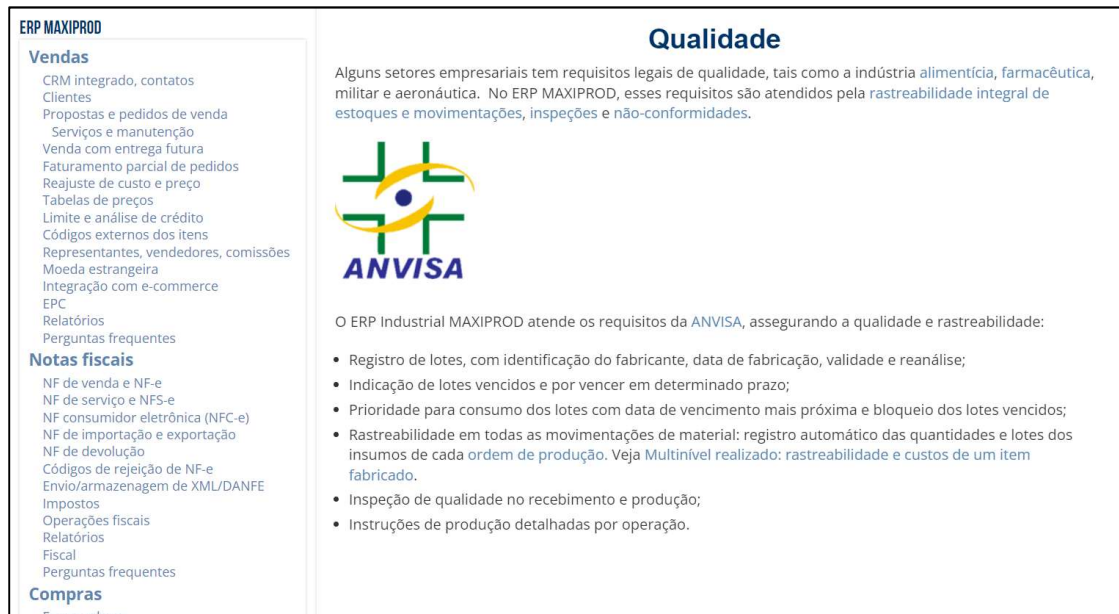 ERP MAXIPROD
Vendas
CRM integrado, contatos
Clientes
Propostas e pedidos de venda
Serviços e manutenção
Venda com entrega futura
Faturamento parcial de pedidos
Reajuste de custo e preço
Tabelas de preços
Limite e análise de crédito
Códigos externos dos itens
Representantes, vendedores, comissões
Moeda estrangeira
Integração com e-commerce
EPC
Relatórios
Perguntas frequentes
Notas fiscais
NF de venda e NF-e
NF de serviço e NFS-e
NF consumidor eletrônica (NFC-e)
NF de importação e exportação
NF de devolução
Códigos de rejeição de NF-e
Envio/armazenagem de XML/DANFE
Impostos
Operações fiscais
Relatórios
Fiscal
Perguntas frequentes
Compras
Qualidade
Alguns setores empresariais tem requisitos legais de qualidade, tais como a indústria alimentícia, farmacêutica,
militar e aeronáutica. No ERP MAXIPROD, esses requisitos são atendidos pela rastreabilidade integral de
estoques e movimentações, inspeções e não-conformidades.
ANVISA
O ERP Industrial MAXIPROD atende os requisitos da ANVISA, assegurando a qualidade e rastreabilidade:
• Registro de lotes, com identificação do fabricante, data de fabricação, validade e reanálise;
• Indicação de lotes vencidos e por vencer em determinado prazo;
• Prioridade para consumo dos lotes com data de vencimento mais próxima e bloqueio dos lotes vencidos;
• Rastreabilidade em todas as movimentações de material: registro automático das quantidades e lotes dos
insumos de cada ordem de produção. Veja Multinível realizado: rastreabilidade e custos de um item
fabricado.
• Inspeção de qualidade no recebimento e produção;
• Instruções de produção detalhadas por operação.